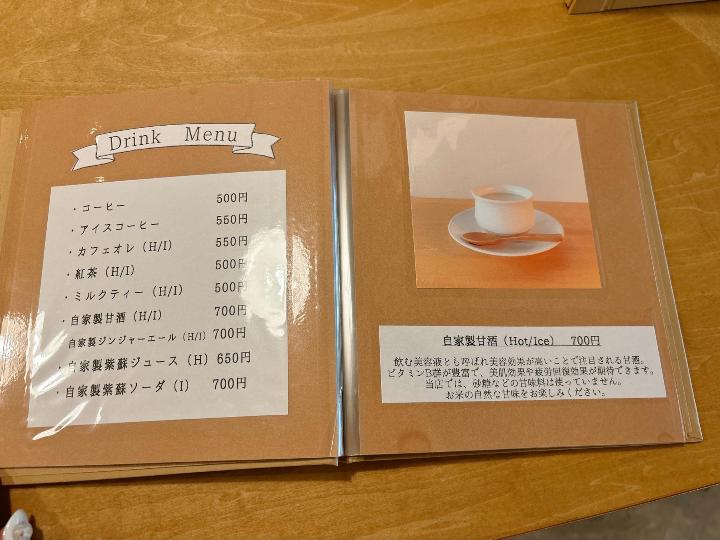 Drink Menu
・コーヒー 500円
・アイスコーヒー 550円
・カフェオレ（H/I） 550円
・紅茶（H/I） 500円
・ミルクティー（H/I） 500円
・自家製甘酒（H/I） 700円
自家製ジンジャーエール（H/I） 700円
・自家製紫蘇ジュース（H） 650円
・自家製紫蘇ソーダ（I） 700円
自家製甘酒（Hot/Ice） 700円
飲む美容液とも呼ばれ美容効果が高いことで注目される甘酒。
ビタミンB群が豊富で、美肌効果や疲労回復効果が期待できます。
当店では、砂糖などの甘味料は使っていません。
お米の自然な甘味をお楽しみください。